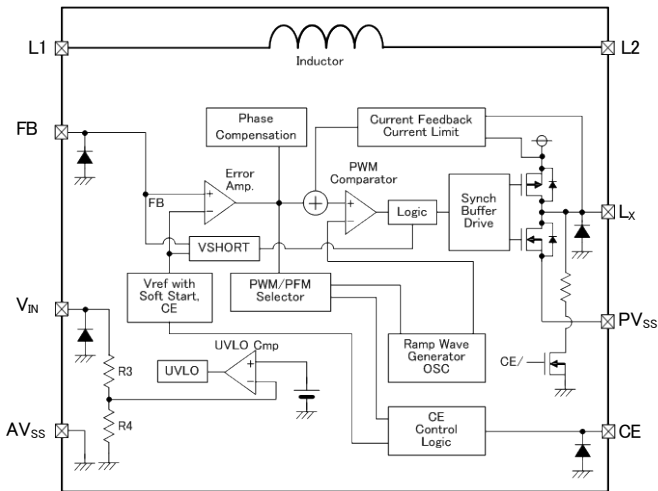 L1
L2
Inductor
FB
Phase
Compensation
Current Feedback
Current Limit
Error
Amp.
PWM
Comparator
FB
+
−
+
+
−
Logic
Synch
Buffer
Drive
LX
VSHORT
Vref with
Soft Start,
CE
PWM/PFM
Selector
VIN
Ramp Wave
Generator
OSC
PVSS
UVLO Cmp
R3
UVLO
+
−
CE/
R4
AVSS
CE
Control
Logic
CE